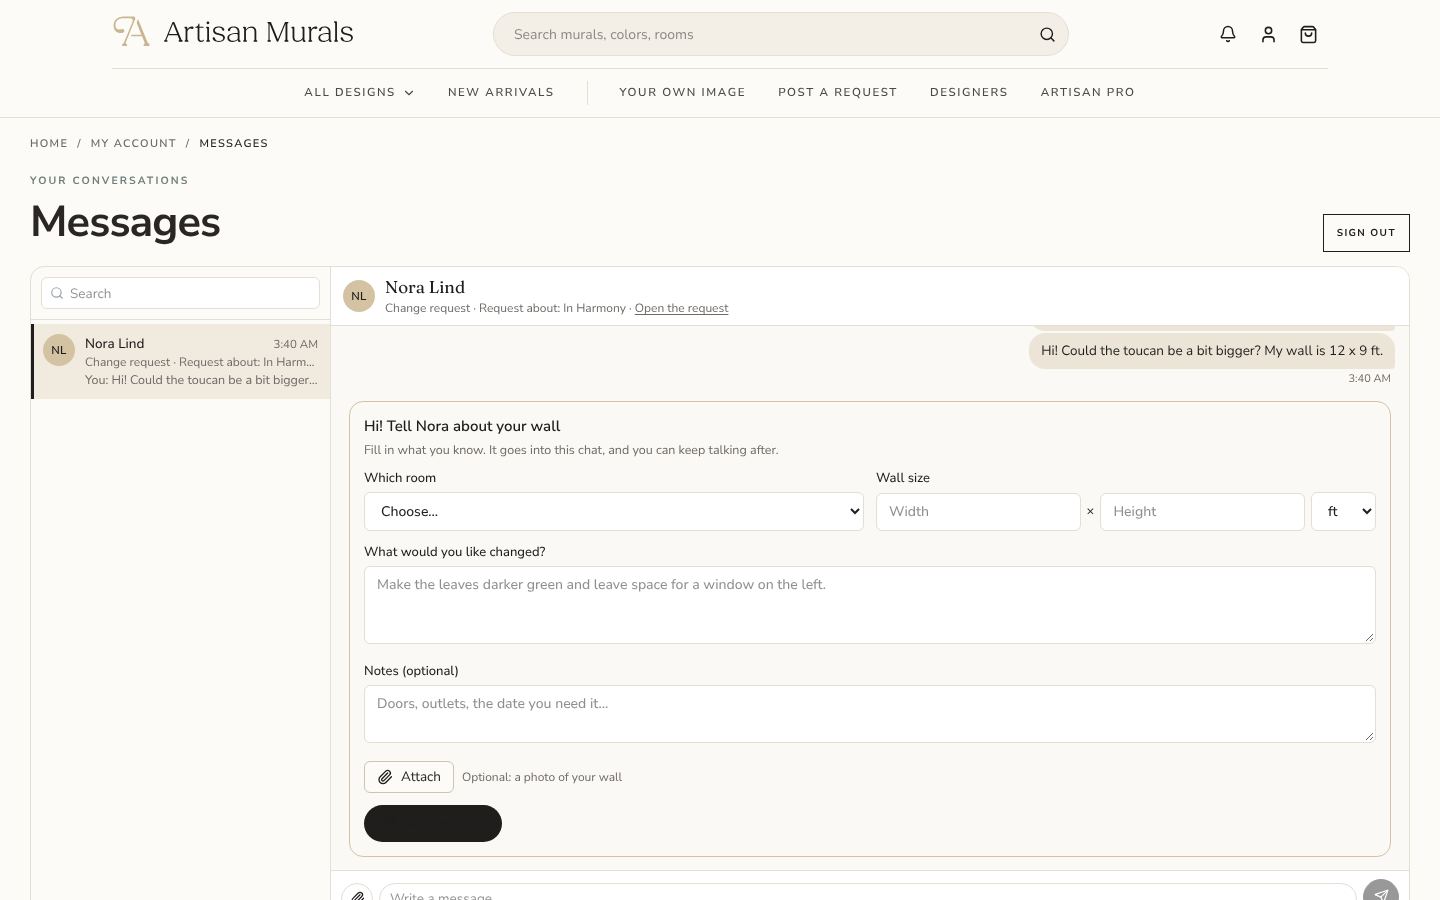 Artisan Murals
Search murals, colors, rooms
ALL DESIGNS NEW ARRIVALS YOUR OWN IMAGE POST A REQUEST DESIGNERS ARTISAN PRO
HOME / MY ACCOUNT / MESSAGES
YOUR CONVERSATIONS
Messages
SIGN OUT
Search
NL Nora Lind 3:40 AM
Change request · Request about: In Harm...
You: Hi! Could the toucan be a bit bigger...
NL Nora Lind
Change request · Request about: In Harmony · Open the request
Hi! Could the toucan be a bit bigger? My wall is 12 x 9 ft.
3:40 AM
Hi! Tell Nora about your wall
Fill in what you know. It goes into this chat, and you can keep talking after.
Which room Wall size
Choose... Width × Height ft
What would you like changed?
Make the leaves darker green and leave space for a window on the left.
Notes (optional)
Doors, outlets, the date you need it...
Attach Optional: a photo of your wall
Write a message